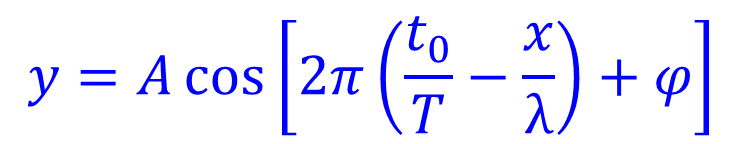 y = A cos [2π (t₀/T − x/λ) + φ]